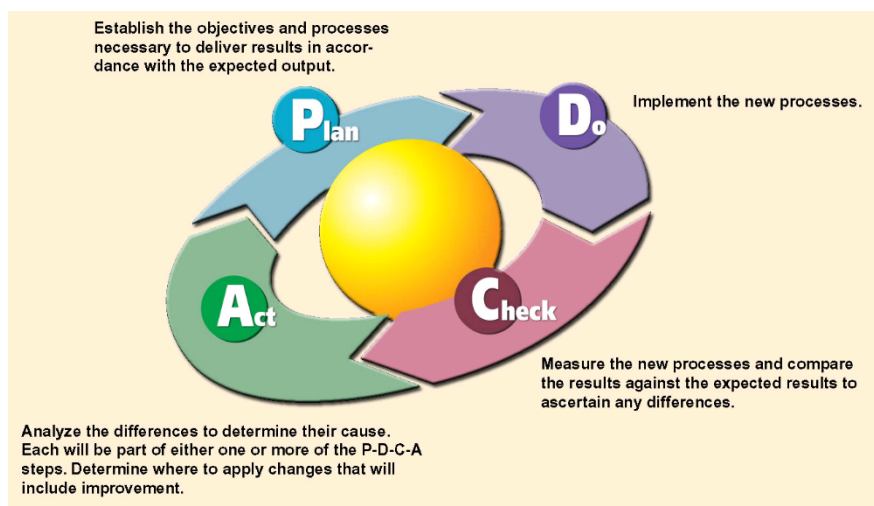 Establish the objectives and processes
necessary to deliver results in accor-
dance with the expected output.
Plan
Do
Implement the new processes.
Act
Check
Measure the new processes and compare
the results against the expected results to
ascertain any differences.
Analyze the differences to determine their cause.
Each will be part of either one or more of the P-D-C-A
steps. Determine where to apply changes that will
include improvement.